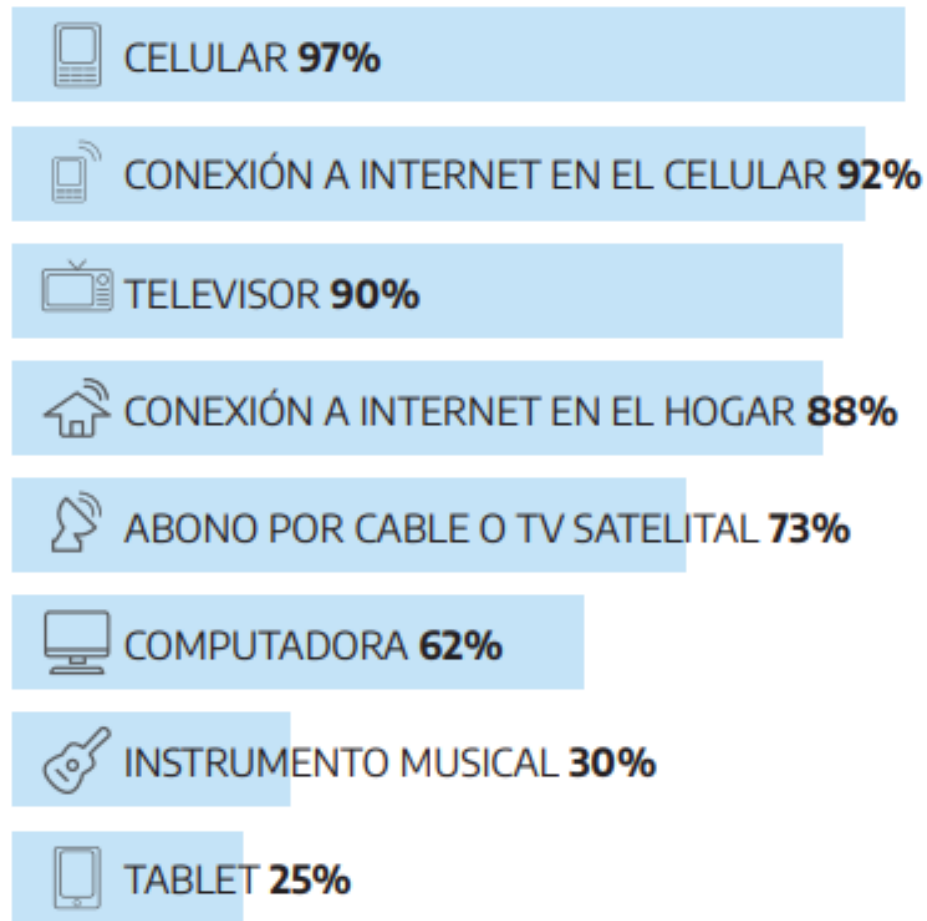 CELULAR 97%
CONEXIÓN A INTERNET EN EL CELULAR 92%
TELEVISOR 90%
CONEXIÓN A INTERNET EN EL HOGAR 88%
ABONO POR CABLE O TV SATELITAL 73%
COMPUTADORA 62%
INSTRUMENTO MUSICAL 30%
TABLET 25%